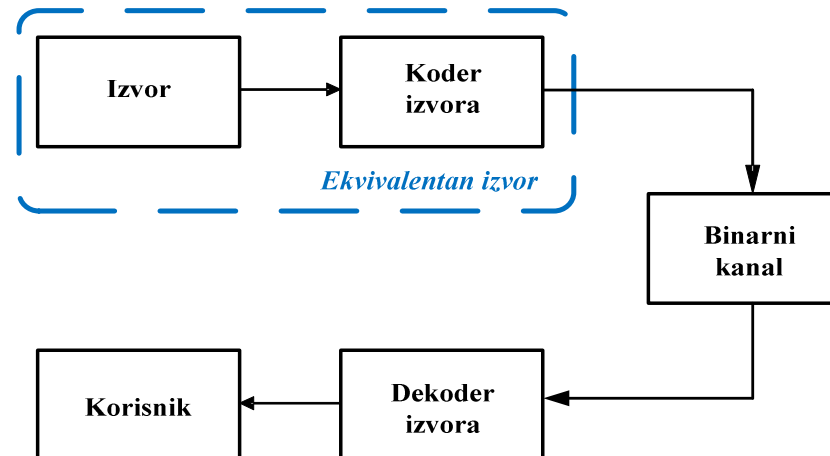 Izvor
Koder
izvora
Ekvivalentan izvor
Binarni
kanal
Korisnik
Dekoder
izvora